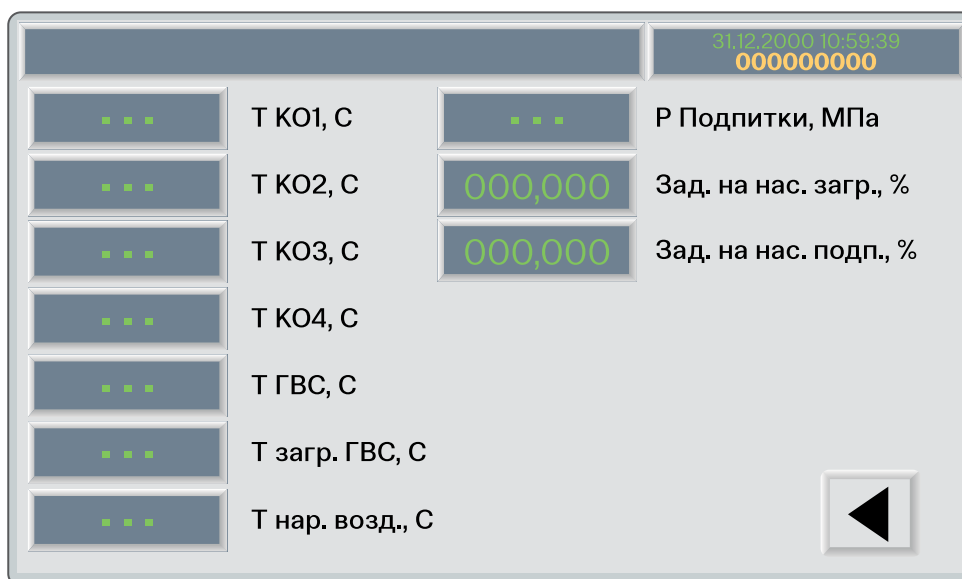 31.12.2000 10:59:39
000000000
--- Т КО1, С --- Р Подпитки, МПа
--- Т КО2, С 000,000 Зад. на нас. загр., %
--- Т КО3, С 000,000 Зад. на нас. подп., %
--- Т КО4, С
--- Т ГВС, С
--- Т загр. ГВС, С
--- Т нар. возд., С